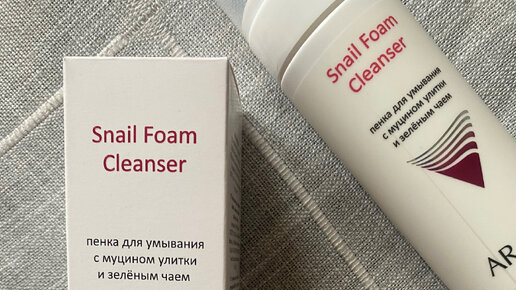 Snail Foam
Cleanser
пенка для умывания
с муцином улитки
и зелёным чаем
Snail Foam
Cleanser
пенка для умывания
с муцином улитки
и зелёным чаем
AR